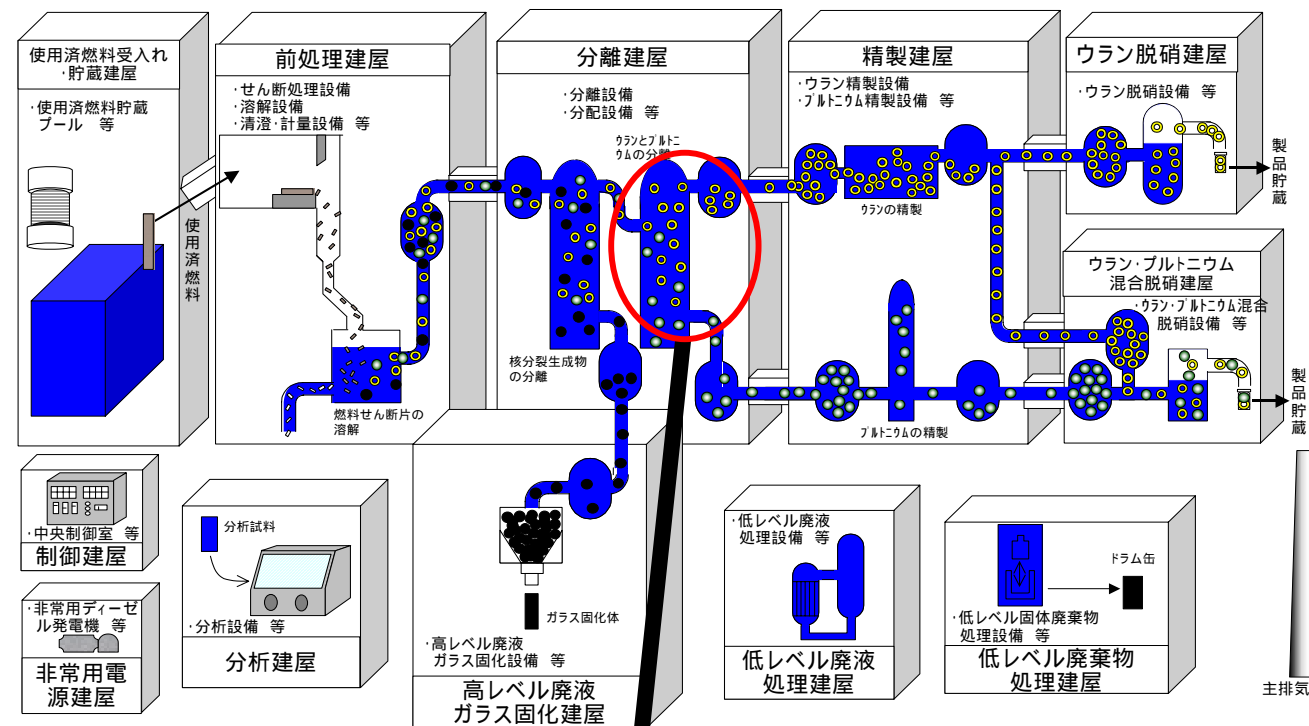 使用済燃料受入れ
・貯蔵建屋
・使用済燃料貯蔵
プール 等
使用済燃料
前処理建屋
・せん断処理設備
・溶解設備
・清澄・計量設備 等
燃料せん断片の
溶解
分離建屋
・分離設備
・分配設備 等
ウランとプルトニ
ウムの分離
核分裂生成物
の分離
精製建屋
・ウラン精製設備
・プルトニウム精製設備 等
ウランの精製
プルトニウムの精製
ウラン脱硝建屋
・ウラン脱硝設備 等
製品貯蔵
ウラン・プルトニウム
混合脱硝建屋
・ウラン・プルトニウム混合
脱硝設備 等
製品貯蔵
・中央制御室 等
制御建屋
・非常用ディーゼ
ル発電機 等
非常用電
源建屋
分析試料
・分析設備 等
分析建屋
ガラス固化体
・高レベル廃液
ガラス固化設備 等
高レベル廃液
ガラス固化建屋
・低レベル廃液
処理設備 等
低レベル廃液
処理建屋
ドラム缶
・低レベル固体廃棄物
処理設備 等
低レベル廃棄物
処理建屋
主排気